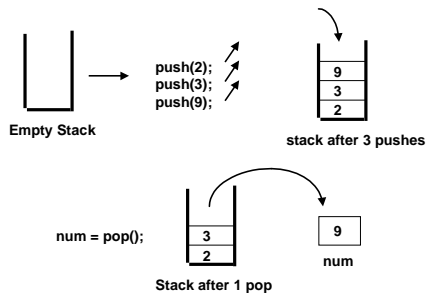 Empty Stack
push(2);
push(3);
push(9);
9
3
2
stack after 3 pushes
num = pop();
3
2
Stack after 1 pop
9
num